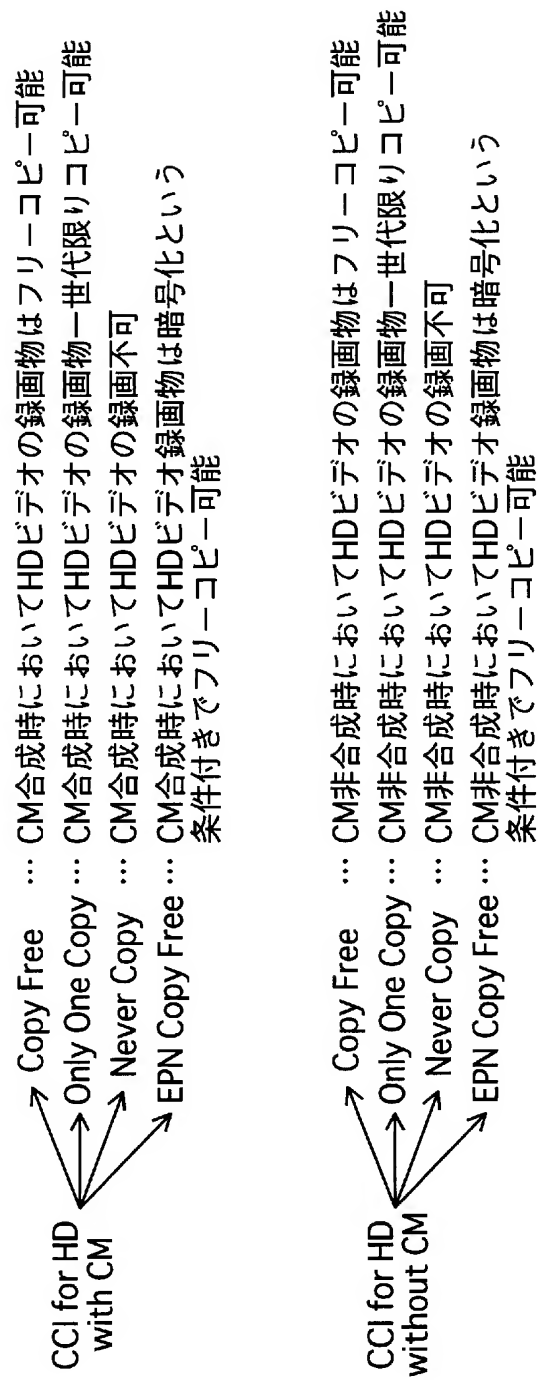 CCI for HD
with CM
Copy Free … CM合成時においてHDビデオの録画物はフリーコピー可能
Only One Copy … CM合成時においてHDビデオの録画物一世代限りコピー可能
Never Copy … CM合成時においてHDビデオの録画不可
EPN Copy Free … CM合成時においてHDビデオ録画物は暗号化という
条件付きでフリーコピー可能
CCI for HD
without CM
Copy Free … CM非合成時においてHDビデオの録画物はフリーコピー可能
Only One Copy … CM非合成時においてHDビデオの録画物一世代限りコピー可能
Never Copy … CM非合成時においてHDビデオの録画不可
EPN Copy Free … CM非合成時においてHDビデオ録画物は暗号化という
条件付きでフリーコピー可能